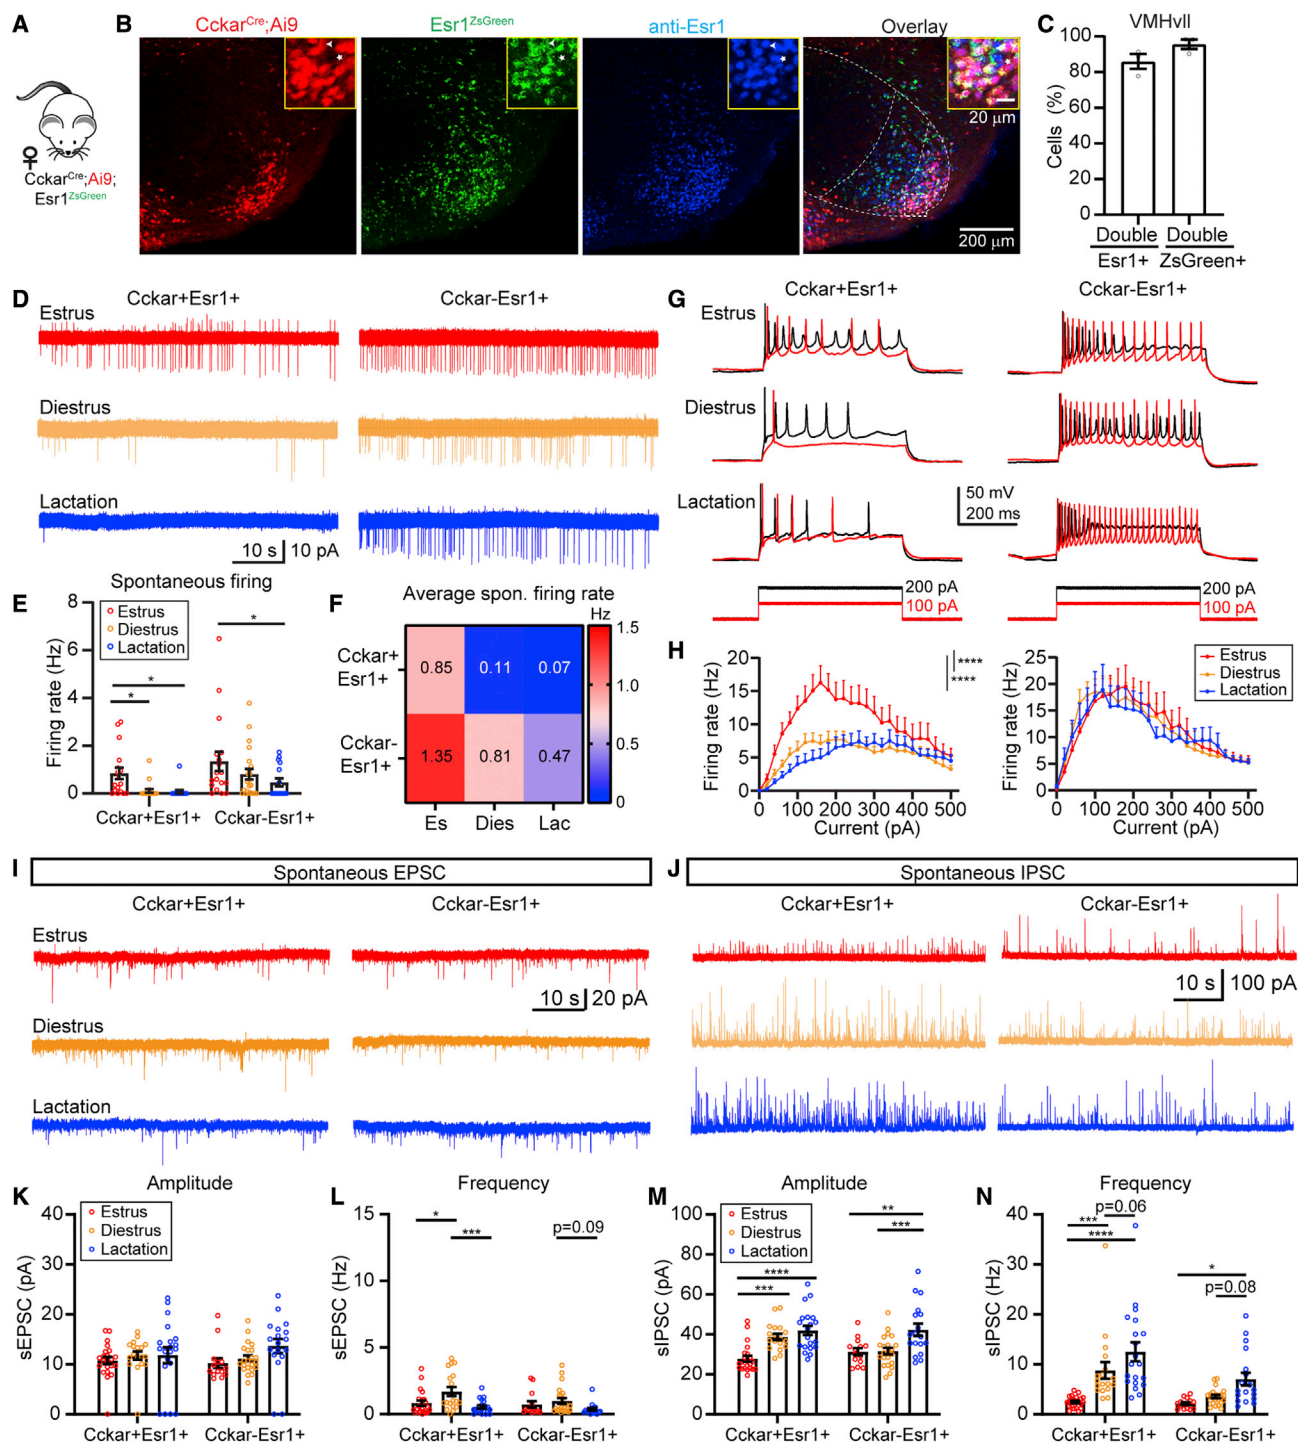 A
♀
Cckar^Cre;Ai9;
Esr1^ZsGreen
B
Cckar^Cre;Ai9
Esr1^ZsGreen
anti-Esr1
Overlay
20 μm
200 μm
C
VMHvll
Cells (%)
100
80
60
40
20
0
Double Double
Esr1+ ZsGreen+
D
Cckar+Esr1+
Cckar-Esr1+
Estrus
Diestrus
Lactation
10 s 10 pA
E
Spontaneous firing
Firing rate (Hz)
8
6
4
2
0
Estrus
Diestrus
Lactation
*
*
*
Cckar+Esr1+ Cckar-Esr1+
F
Average spon. firing rate
Hz
Cckar+
Esr1+
0.85 0.11 0.07
Cckar-
Esr1+
1.35 0.81 0.47
Es Dies Lac
1.5
1.0
0.5
0
G
Cckar+Esr1+
Cckar-Esr1+
Estrus
Diestrus
Lactation
50 mV
200 ms
200 pA
100 pA
200 pA
100 pA
H
Firing rate (Hz)
20
15
10
5
0
****
****
0 100 200 300 400 500
Current (pA)
Firing rate (Hz)
25
20
15
10
5
0
Estrus
Diestrus
Lactation
0 100 200 300 400 500
Current (pA)
I
Spontaneous EPSC
Cckar+Esr1+
Cckar-Esr1+
Estrus
10 s 20 pA
Diestrus
Lactation
J
Spontaneous IPSC
Cckar+Esr1+
Cckar-Esr1+
10 s 100 pA
K
Amplitude
sEPSC (pA)
40
30
20
10
0
Estrus
Diestrus
Lactation
Cckar+Esr1+ Cckar-Esr1+
L
Frequency
sEPSC (Hz)
15
10
5
0
*
***
p=0.09
Cckar+Esr1+ Cckar-Esr1+
M
Amplitude
sIPSC (pA)
100
80
60
40
20
0
Estrus
Diestrus
Lactation
****
***
**
***
Cckar+Esr1+ Cckar-Esr1+
N
Frequency
sIPSC (Hz)
40
30
20
10
0
p=0.06
***
****
*
p=0.08
Cckar+Esr1+ Cckar-Esr1+